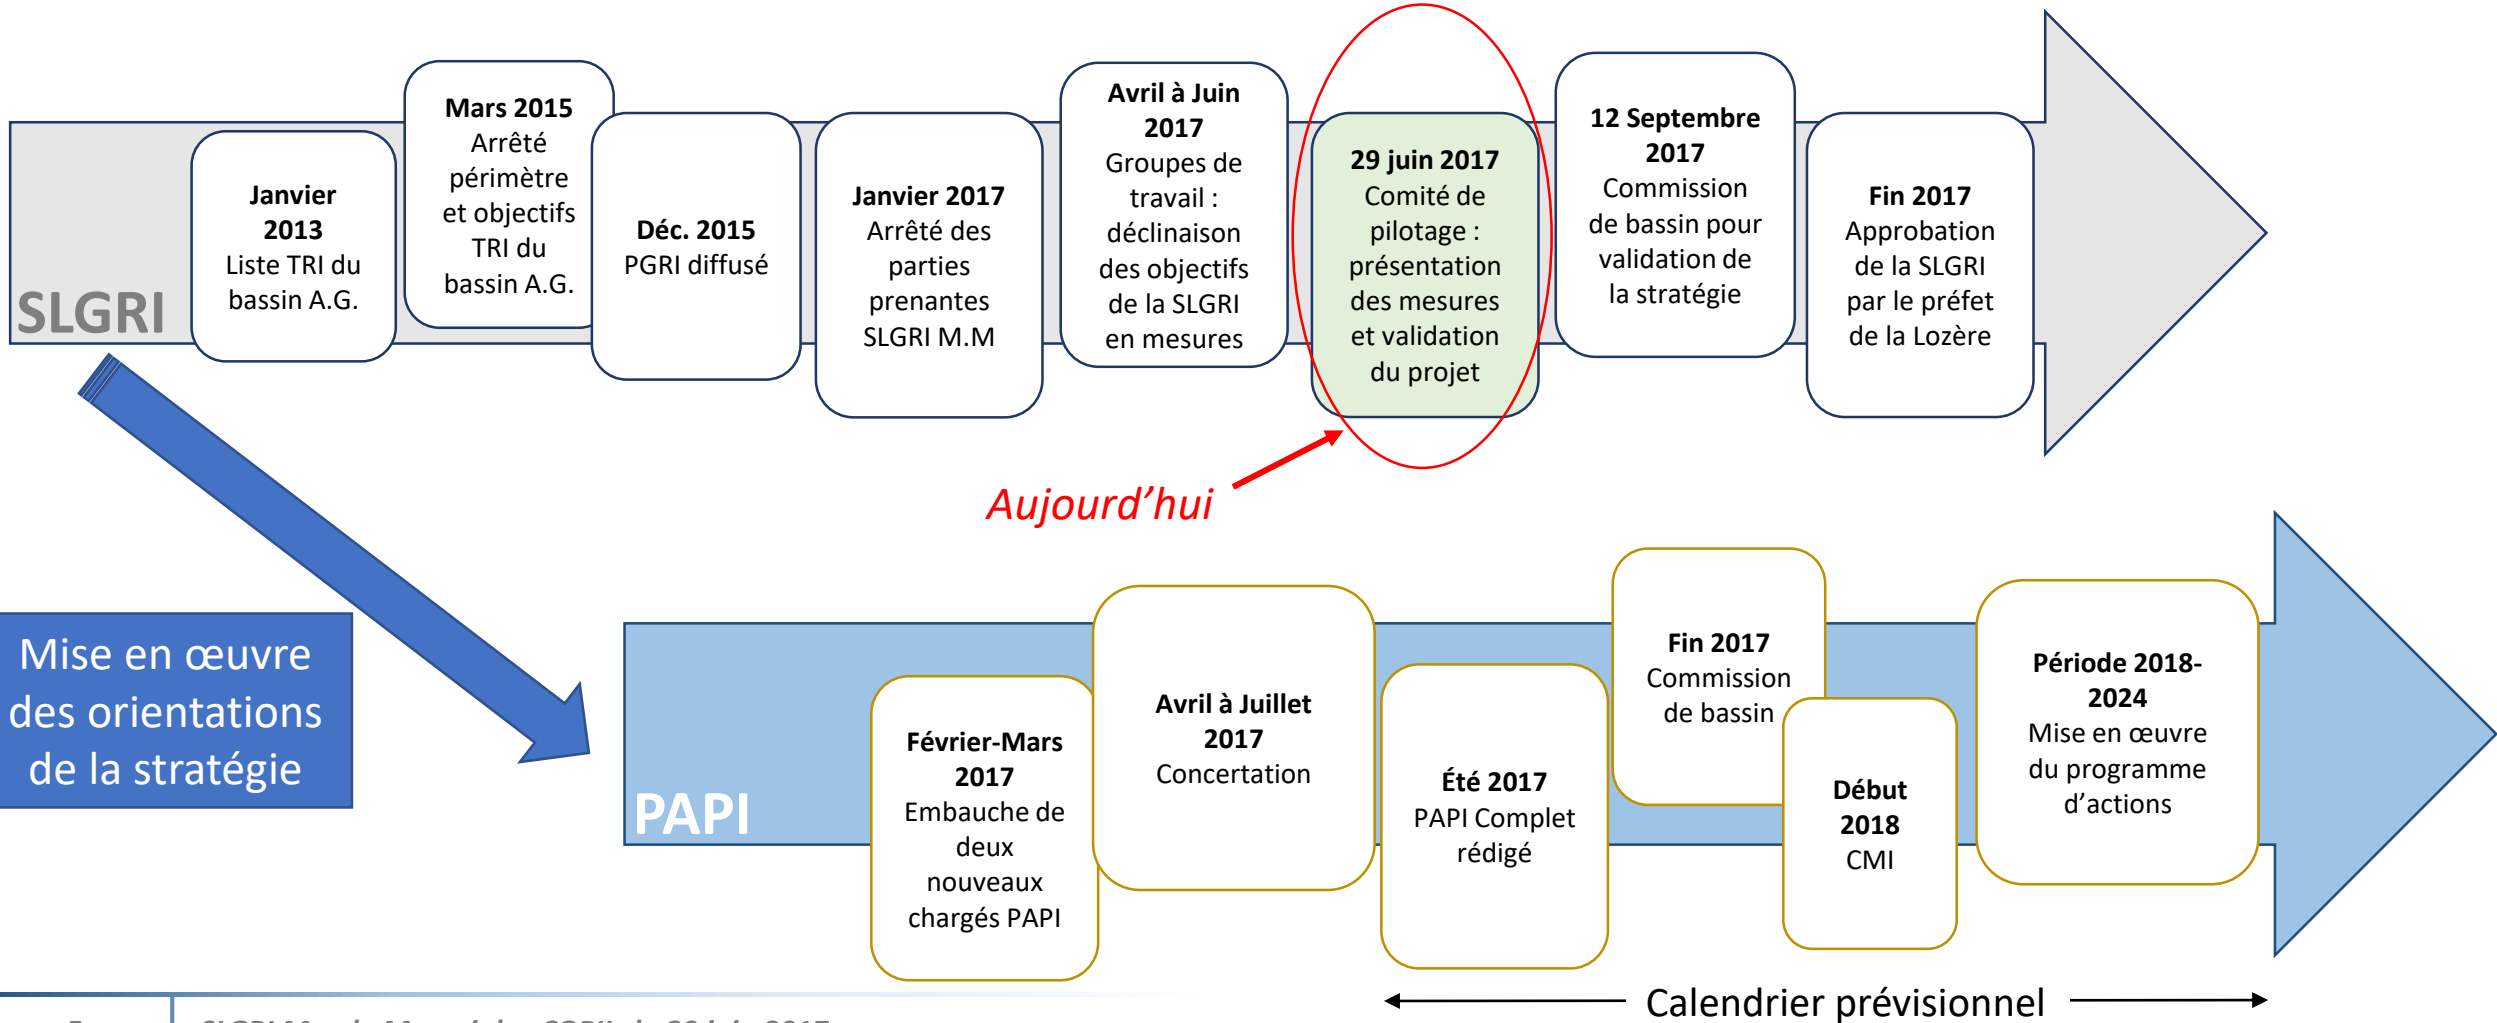 SLGRI
Janvier
2013
Liste TRI du
bassin A.G.
Mars 2015
Arrêté
périmètre
et objectifs
TRI du
bassin A.G.
Déc. 2015
PGRI diffusé
Janvier 2017
Arrêté des
parties
prenantes
SLGRI M.M
Avril à Juin
2017
Groupes de
travail :
déclinaison
des objectifs
de la SLGRI
en mesures
29 juin 2017
Comité de
pilotage :
présentation
des mesures
et validation
du projet
12 Septembre
2017
Commission
de bassin pour
validation de
la stratégie
Fin 2017
Approbation
de la SLGRI
par le préfet
de la Lozère
Aujourd’hui
Mise en œuvre
des orientations
de la stratégie
PAPI
Février-Mars
2017
Embauche de
deux
nouveaux
chargés PAPI
Avril à Juillet
2017
Concertation
Été 2017
PAPI Complet
rédigé
Fin 2017
Commission
de bassin
Début
2018
CMI
Période 2018-
2024
Mise en œuvre
du programme
d’actions
Calendrier prévisionnel